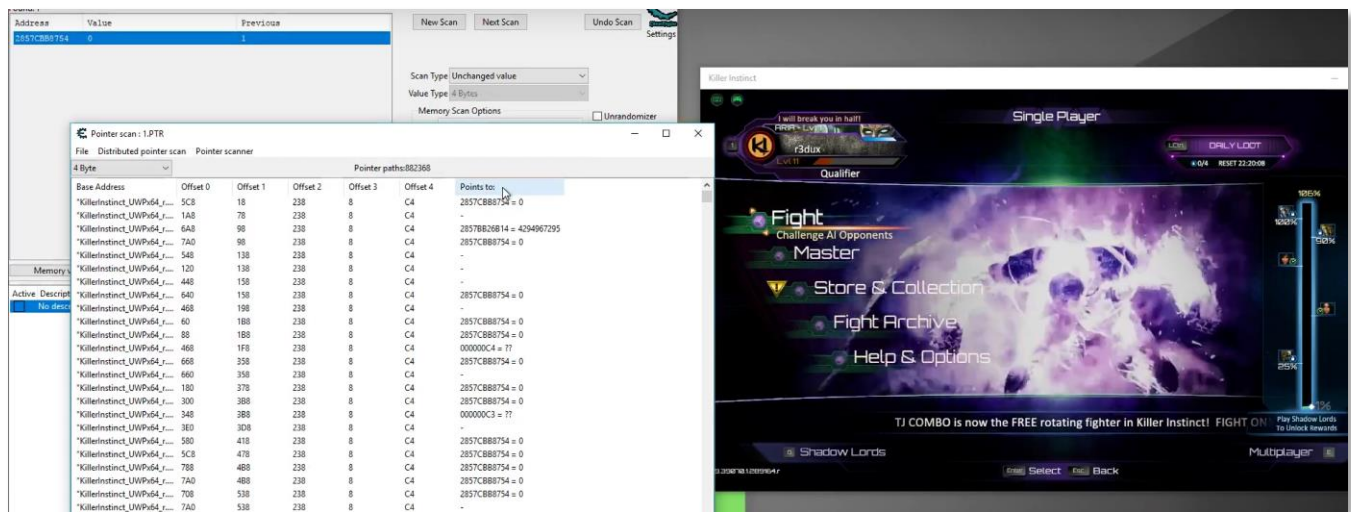 Address Value Previous
2857CBB8754 0 1
New Scan Next Scan Undo Scan
Settings
Scan Type Unchanged value
Value Type 4 Bytes
Memory Scan Options
Unrandomizer
Pointer scan : 1.PTR
File Distributed pointer scan Pointer scanner
4 Byte Pointer paths:882368
Base Address Offset 0 Offset 1 Offset 2 Offset 3 Offset 4 Points to:
"KillerInstinct_UWPx64_r.... 5C8 18 238 8 C4 2857CBB8754 = 0
"KillerInstinct_UWPx64_r.... 1A8 78 238 8 C4 -
"KillerInstinct_UWPx64_r.... 6A8 98 238 8 C4 2857BB26B14 = 4294967295
"KillerInstinct_UWPx64_r.... 7A0 98 238 8 C4 2857CBB8754 = 0
"KillerInstinct_UWPx64_r.... 548 138 238 8 C4 -
"KillerInstinct_UWPx64_r.... 120 138 238 8 C4 -
"KillerInstinct_UWPx64_r.... 448 158 238 8 C4 -
"KillerInstinct_UWPx64_r.... 640 158 238 8 C4 2857CBB8754 = 0
"KillerInstinct_UWPx64_r.... 468 198 238 8 C4 -
"KillerInstinct_UWPx64_r.... 60 1B8 238 8 C4 2857CBB8754 = 0
"KillerInstinct_UWPx64_r.... 88 1B8 238 8 C4 2857CBB8754 = 0
"KillerInstinct_UWPx64_r.... 468 1F8 238 8 C4 000000C4 = ??
"KillerInstinct_UWPx64_r.... 668 358 238 8 C4 2857CBB8754 = 0
"KillerInstinct_UWPx64_r.... 660 358 238 8 C4 -
"KillerInstinct_UWPx64_r.... 180 378 238 8 C4 2857CBB8754 = 0
"KillerInstinct_UWPx64_r.... 300 3B8 238 8 C4 2857CBB8754 = 0
"KillerInstinct_UWPx64_r.... 348 3B8 238 8 C4 000000C3 = ??
"KillerInstinct_UWPx64_r.... 3E0 3D8 238 8 C4 -
"KillerInstinct_UWPx64_r.... 580 418 238 8 C4 2857CBB8754 = 0
"KillerInstinct_UWPx64_r.... 5C8 478 238 8 C4 2857CBB8754 = 0
"KillerInstinct_UWPx64_r.... 788 4B8 238 8 C4 2857CBB8754 = 0
"KillerInstinct_UWPx64_r.... 7A0 4B8 238 8 C4 2857CBB8754 = 0
"KillerInstinct_UWPx64_r.... 708 538 238 8 C4 2857CBB8754 = 0
"KillerInstinct_UWPx64_r.... 7A0 538 238 8 C4 -
Memory v
Active Descript
No desc
Killer Instinct
I will break you in half!
r3dux
Lvl 11
Qualifier
Single Player
DAILY LOOT
0/4 RESET 22:20:08
Fight
Challenge AI Opponents
Master
Store & Collection
Fight Archive
Help & Options
106%
100%
90%
25%
1%
Play Shadow Lords
To Unlock Rewards
TJ COMBO is now the FREE rotating fighter in Killer Instinct! FIGHT ON
Shadow Lords
Multiplayer
Enter Select Esc Back